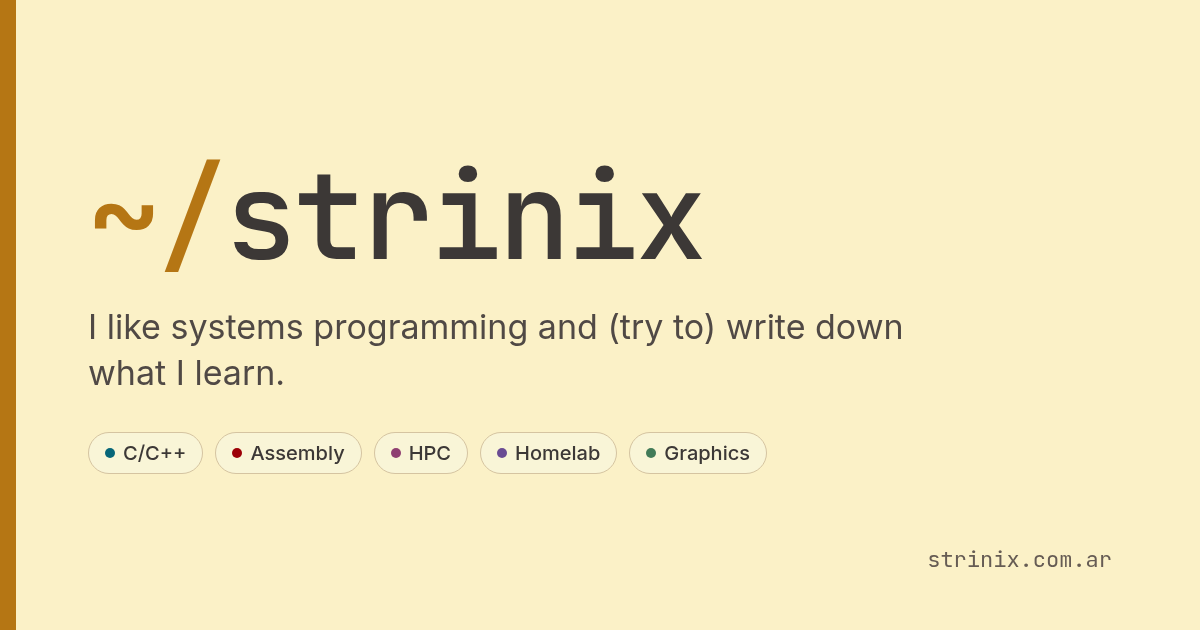 ~/strinix
I like systems programming and (try to) write down
what I learn.
C/C++ Assembly HPC Homelab Graphics
strinix.com.ar